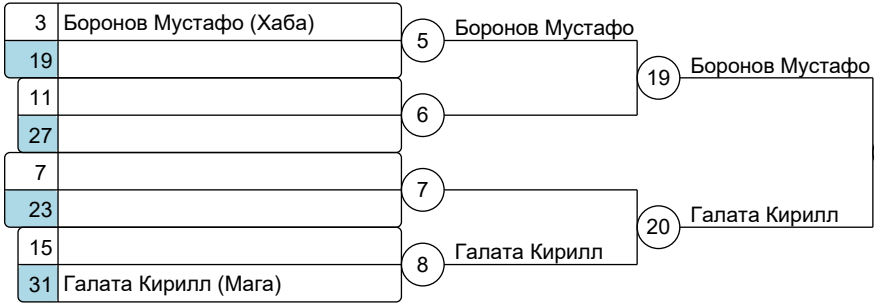 3 Боронов Мустафо (Хаба)
19
5 Боронов Мустафо
11
27
6
19 Боронов Мустафо
7
23
7
15
31 Галата Кирилл (Мага)
8 Галата Кирилл
20 Галата Кирилл